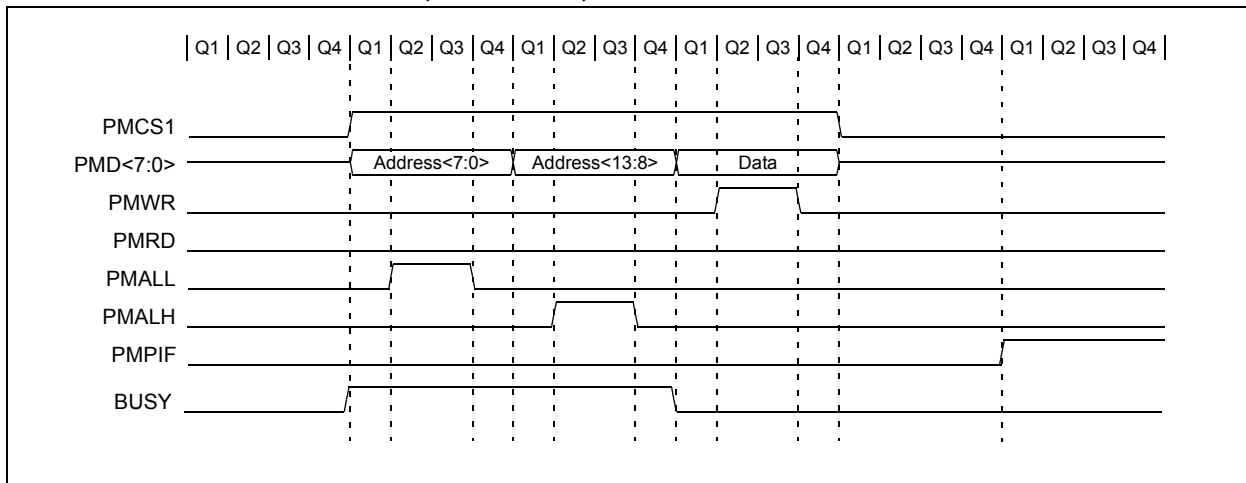 Q1 Q2 Q3 Q4 Q1 Q2 Q3 Q4 Q1 Q2 Q3 Q4 Q1 Q2 Q3 Q4 Q1 Q2 Q3 Q4 Q1 Q2 Q3 Q4
PMCS1
PMD<7:0> Address<7:0> Address<13:8> Data
PMWR
PMRD
PMALL
PMALH
PMPIF
BUSY